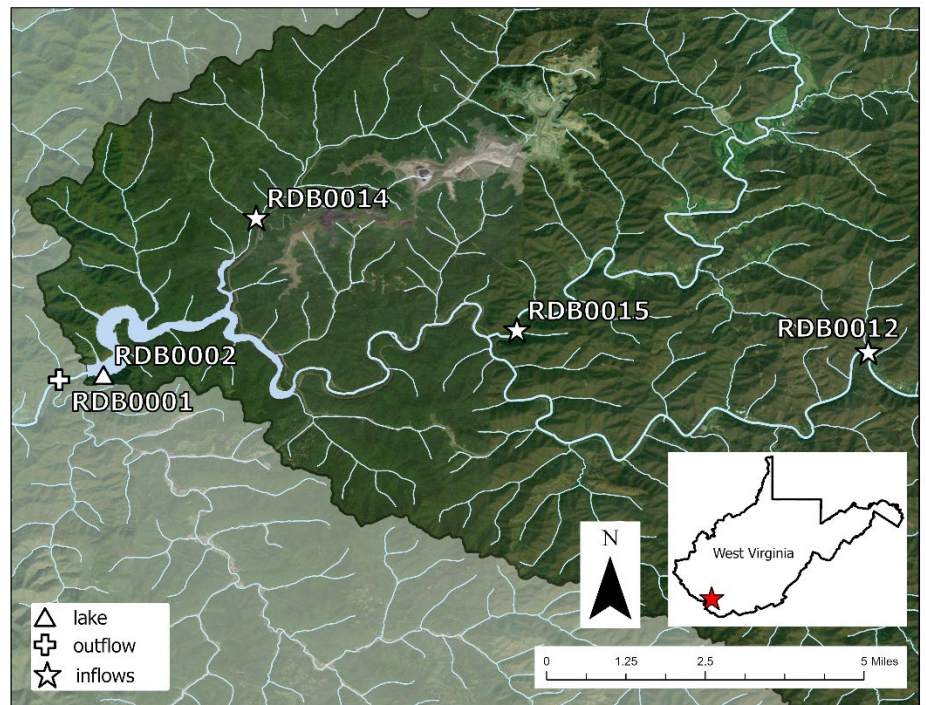 RDB0014
RDB0015
RDB0012
RDB0002
RDB0001
N
West Virginia
lake
outflow
inflows
0 1.25 2.5 5 Miles